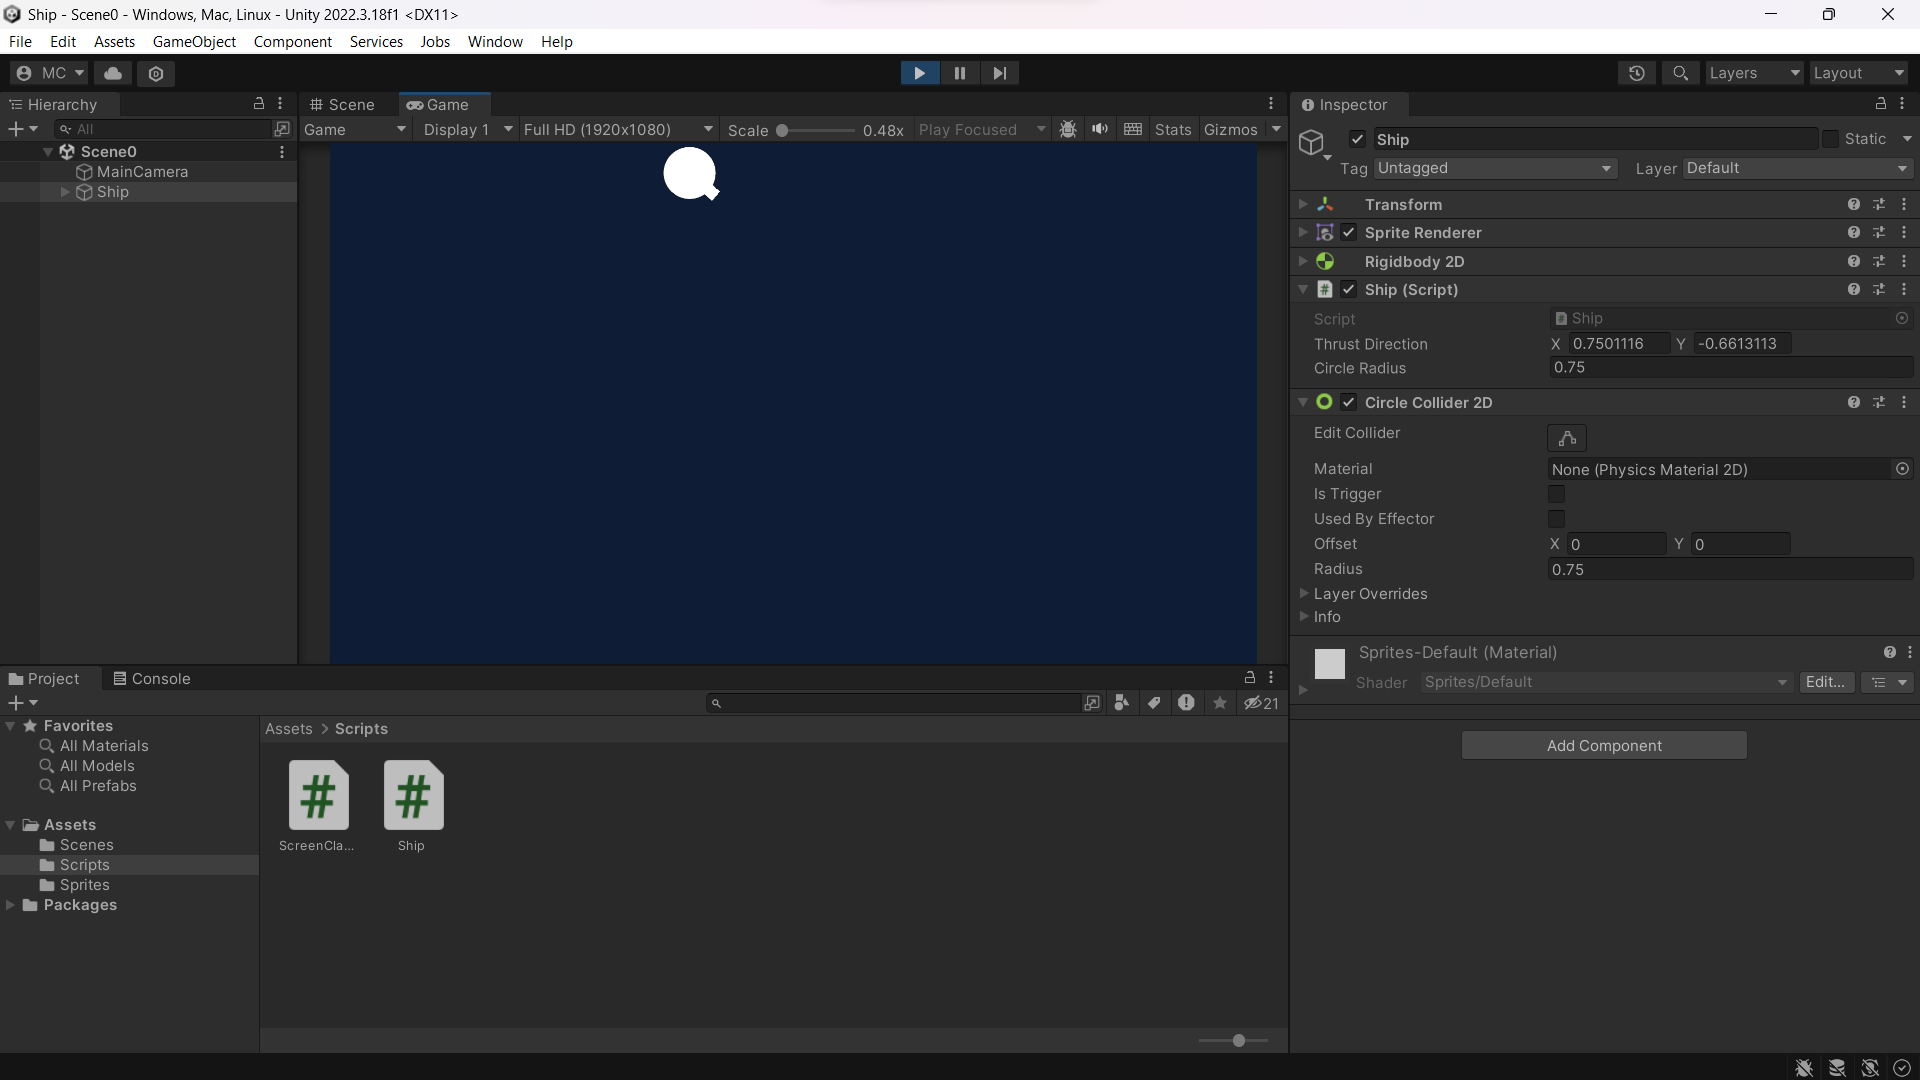 Ship - Scene0 - Windows, Mac, Linux - Unity 2022.3.18f1 <DX11>
File Edit Assets GameObject Component Services Jobs Window Help
MC Layers Layout
Hierarchy
All
Scene0
MainCamera
Ship
Scene Game
Game Display 1 Full HD (1920x1080) Scale 0.48x Play Focused Stats Gizmos
Inspector
Ship Static
Tag Untagged Layer Default
Transform
Sprite Renderer
Rigidbody 2D
# Ship (Script)
Script # Ship
Thrust Direction X 0.7501116 Y -0.6613113
Circle Radius 0.75
Circle Collider 2D
Edit Collider
Material None (Physics Material 2D)
Is Trigger
Used By Effector
Offset X 0 Y 0
Radius 0.75
Layer Overrides
Info
Sprites-Default (Material)
Shader Sprites/Default Edit...
Add Component
Project Console
21
Favorites
All Materials
All Models
All Prefabs
Assets
Scenes
Scripts
Sprites
Packages
Assets > Scripts
# #
ScreenCla... Ship